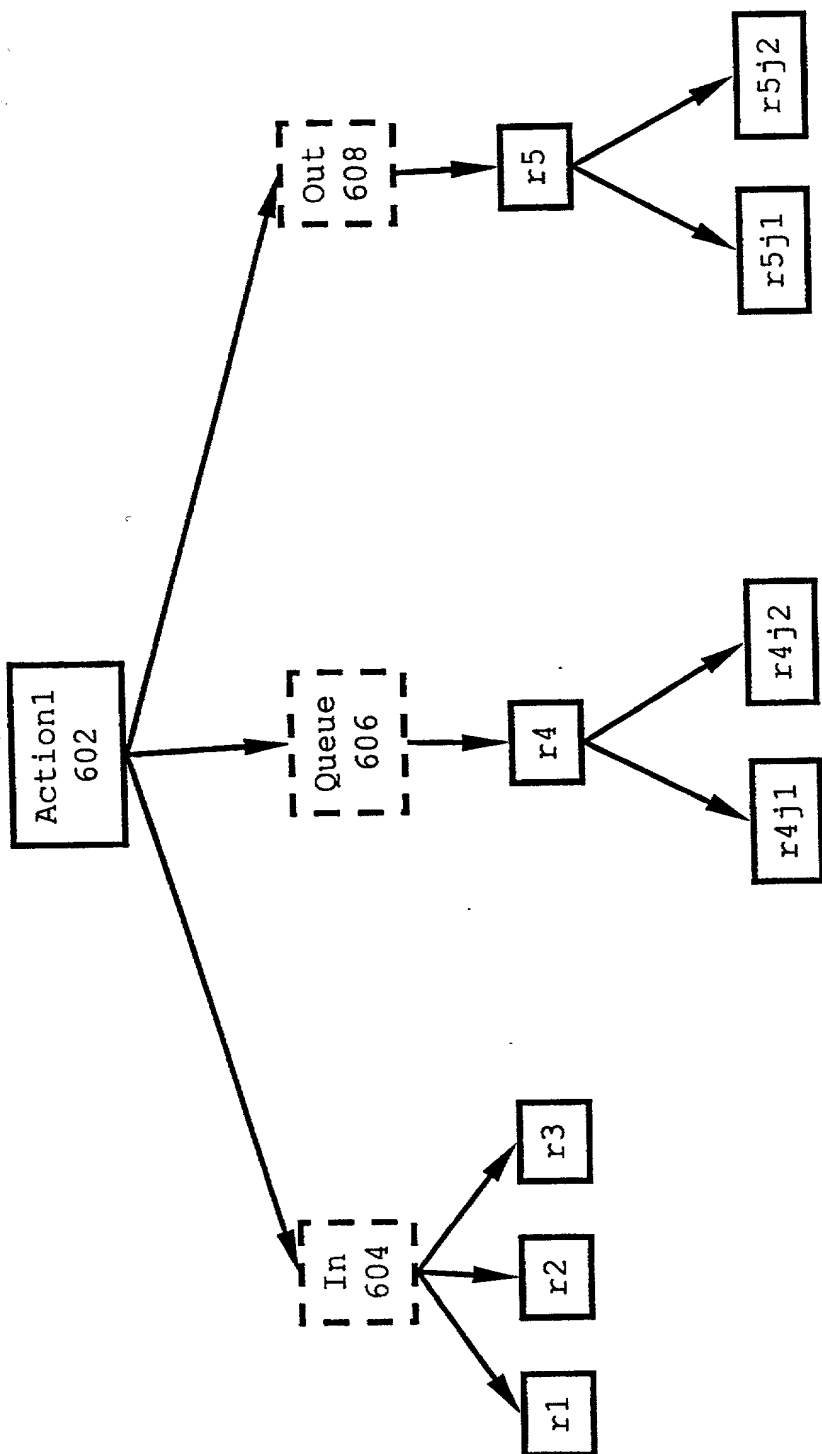 Action1
602
In
604
Queue
606
Out
608
r1
r2
r3
r4
r5
r4j1
r4j2
r5j1
r5j2